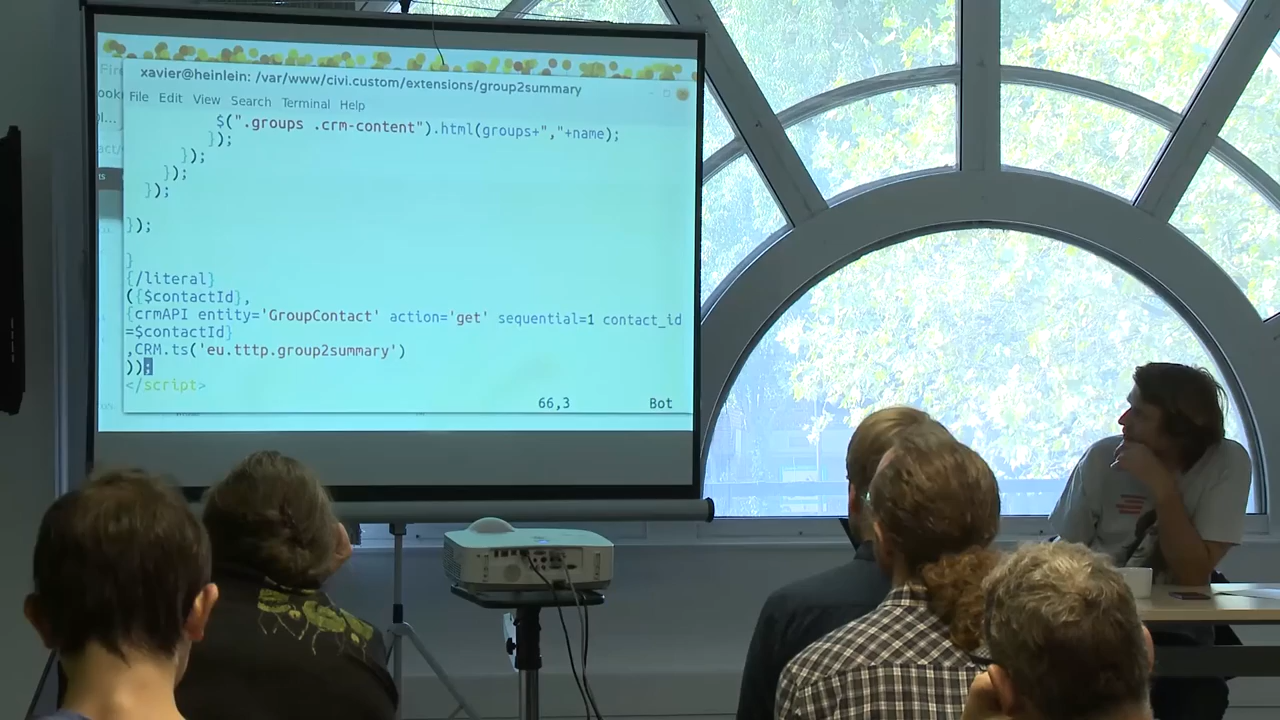 xavier@heinlein: /var/www/civi.custom/extensions/group2summary
File Edit View Search Terminal Help
$(".groups .crm-content").html(groups+","+name);
});
});
});
});
});
}
{/literal}
({$contactId},
{crmAPI entity='GroupContact' action='get' sequential=1 contact_id
=$contactId}
,CRM.ts('eu.tttp.group2summary')
));
</script>
66,3 Bot